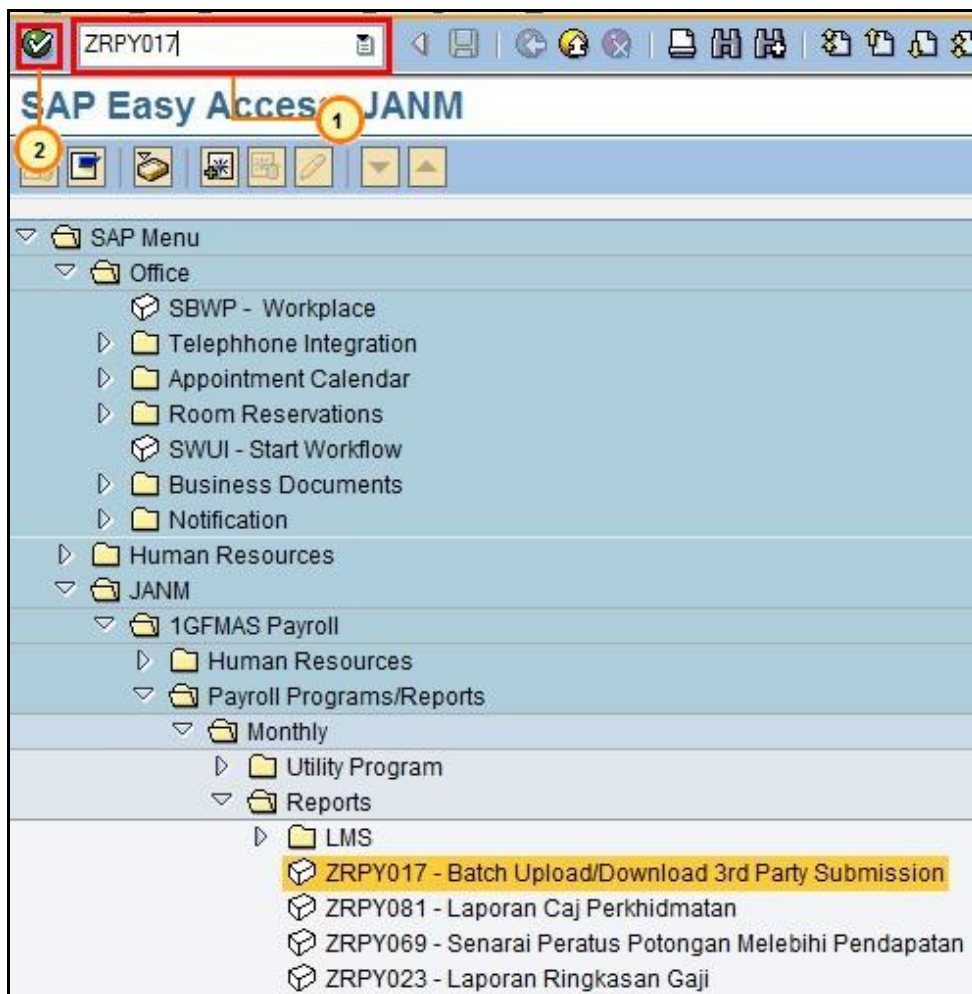 ZRPY017
SAP Easy Access JANM
1
2
SAP Menu
Office
SBWP - Workplace
Telephhone Integration
Appointment Calendar
Room Reservations
SWUI - Start Workflow
Business Documents
Notification
Human Resources
JANM
1GFMAS Payroll
Human Resources
Payroll Programs/Reports
Monthly
Utility Program
Reports
LMS
ZRPY017 - Batch Upload/Download 3rd Party Submission
ZRPY081 - Laporan Caj Perkhidmatan
ZRPY069 - Senarai Peratus Potongan Melebihi Pendapatan
ZRPY023 - Laporan Ringkasan Gaji